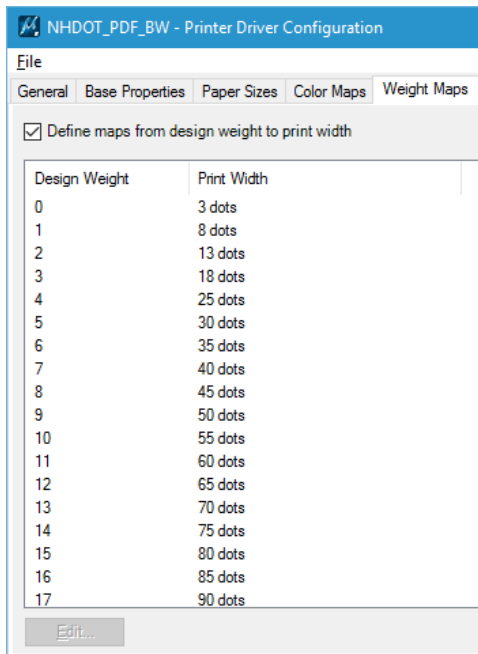 NHDOT_PDF_BW - Printer Driver Configuration
File
General Base Properties Paper Sizes Color Maps Weight Maps
Define maps from design weight to print width
Design Weight Print Width
0 3 dots
1 8 dots
2 13 dots
3 18 dots
4 25 dots
5 30 dots
6 35 dots
7 40 dots
8 45 dots
9 50 dots
10 55 dots
11 60 dots
12 65 dots
13 70 dots
14 75 dots
15 80 dots
16 85 dots
17 90 dots
Edit...